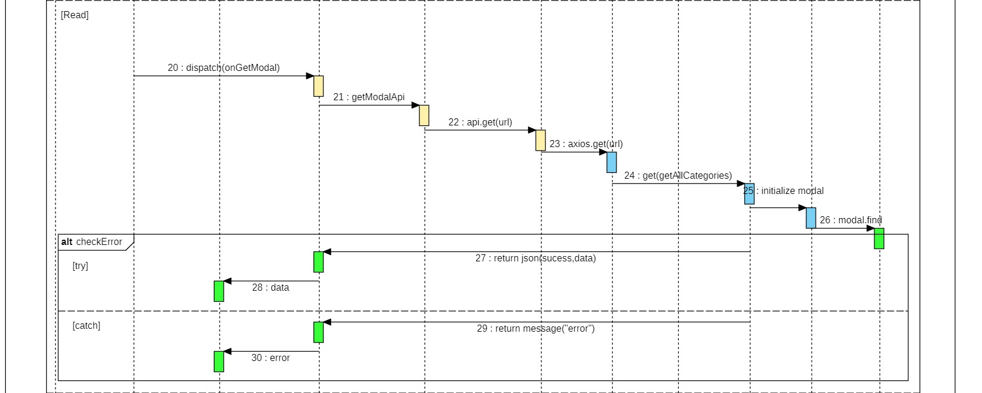 [Read]
20 : dispatch(onGetModal)
21 : getModalApi
22 : api.get(url)
23 : axios.get(url)
24 : get(getAllCategories)
25 : initialize modal
26 : modal.find
alt checkError
27 : return json(sucess,data)
[try]
28 : data
[catch]
29 : return message("error")
30 : error